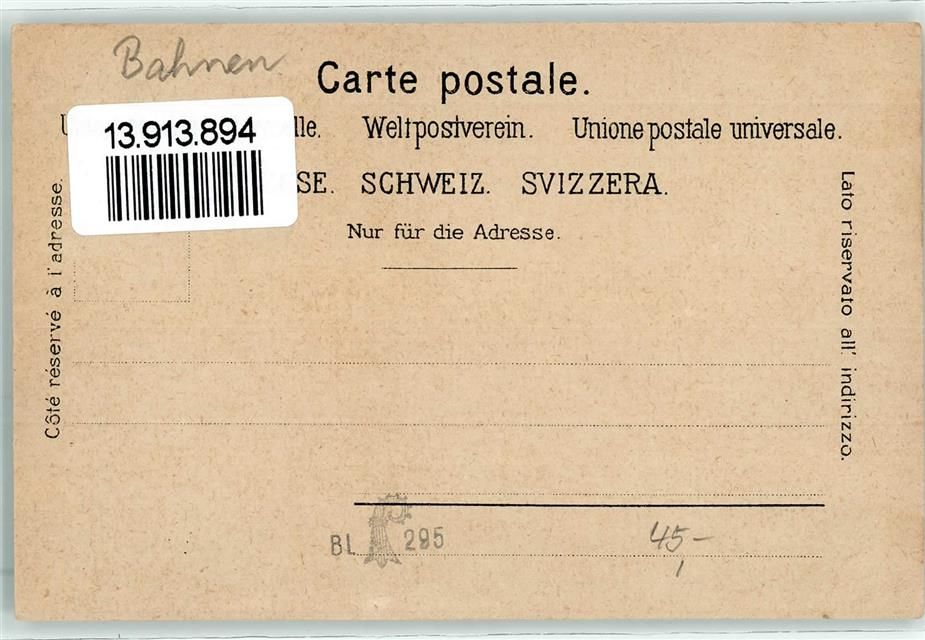 Bahnen
Carte postale.
13.913.894
lle. Weltpostverein. Unione postale universale.
SE. SCHWEIZ. SVIZZERA.
Nur für die Adresse.
Côté réservé à l'adresse.
Lato riservato all' indirizzo.
BL 295
45-